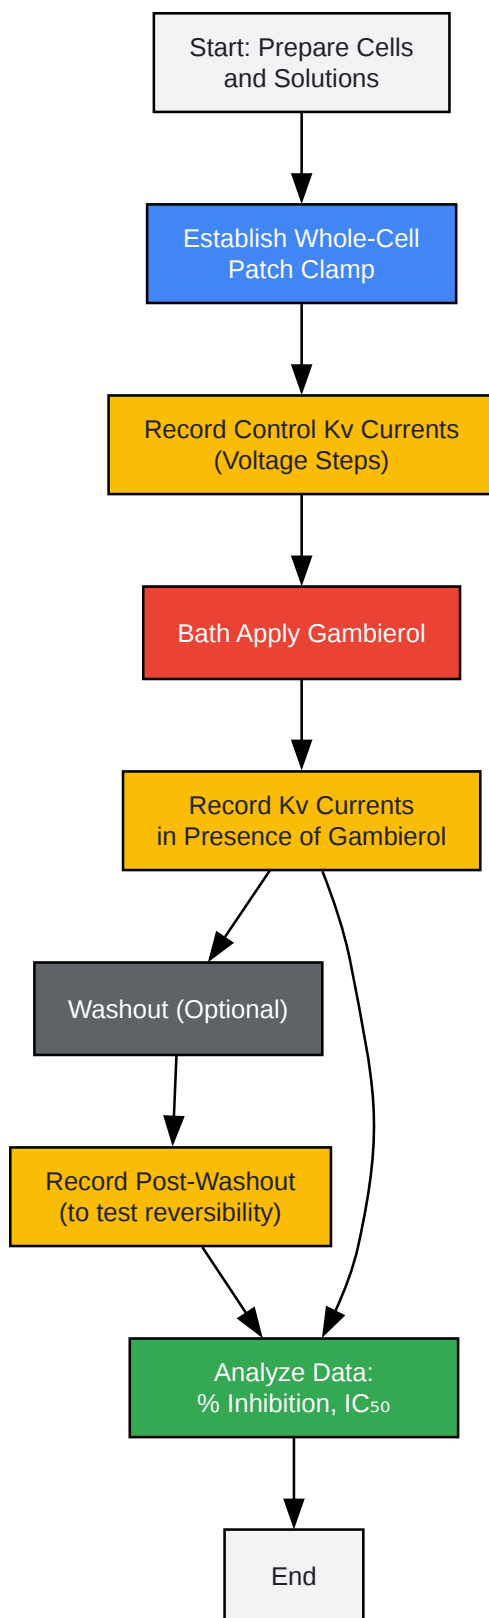 Start: Prepare Cells
and Solutions
Establish Whole-Cell
Patch Clamp
Record Control Kv Currents
(Voltage Steps)
Bath Apply Gambierol
Record Kv Currents
in Presence of Gambierol
Washout (Optional)
Record Post-Washout
(to test reversibility)
Analyze Data:
% Inhibition, IC₅₀
End